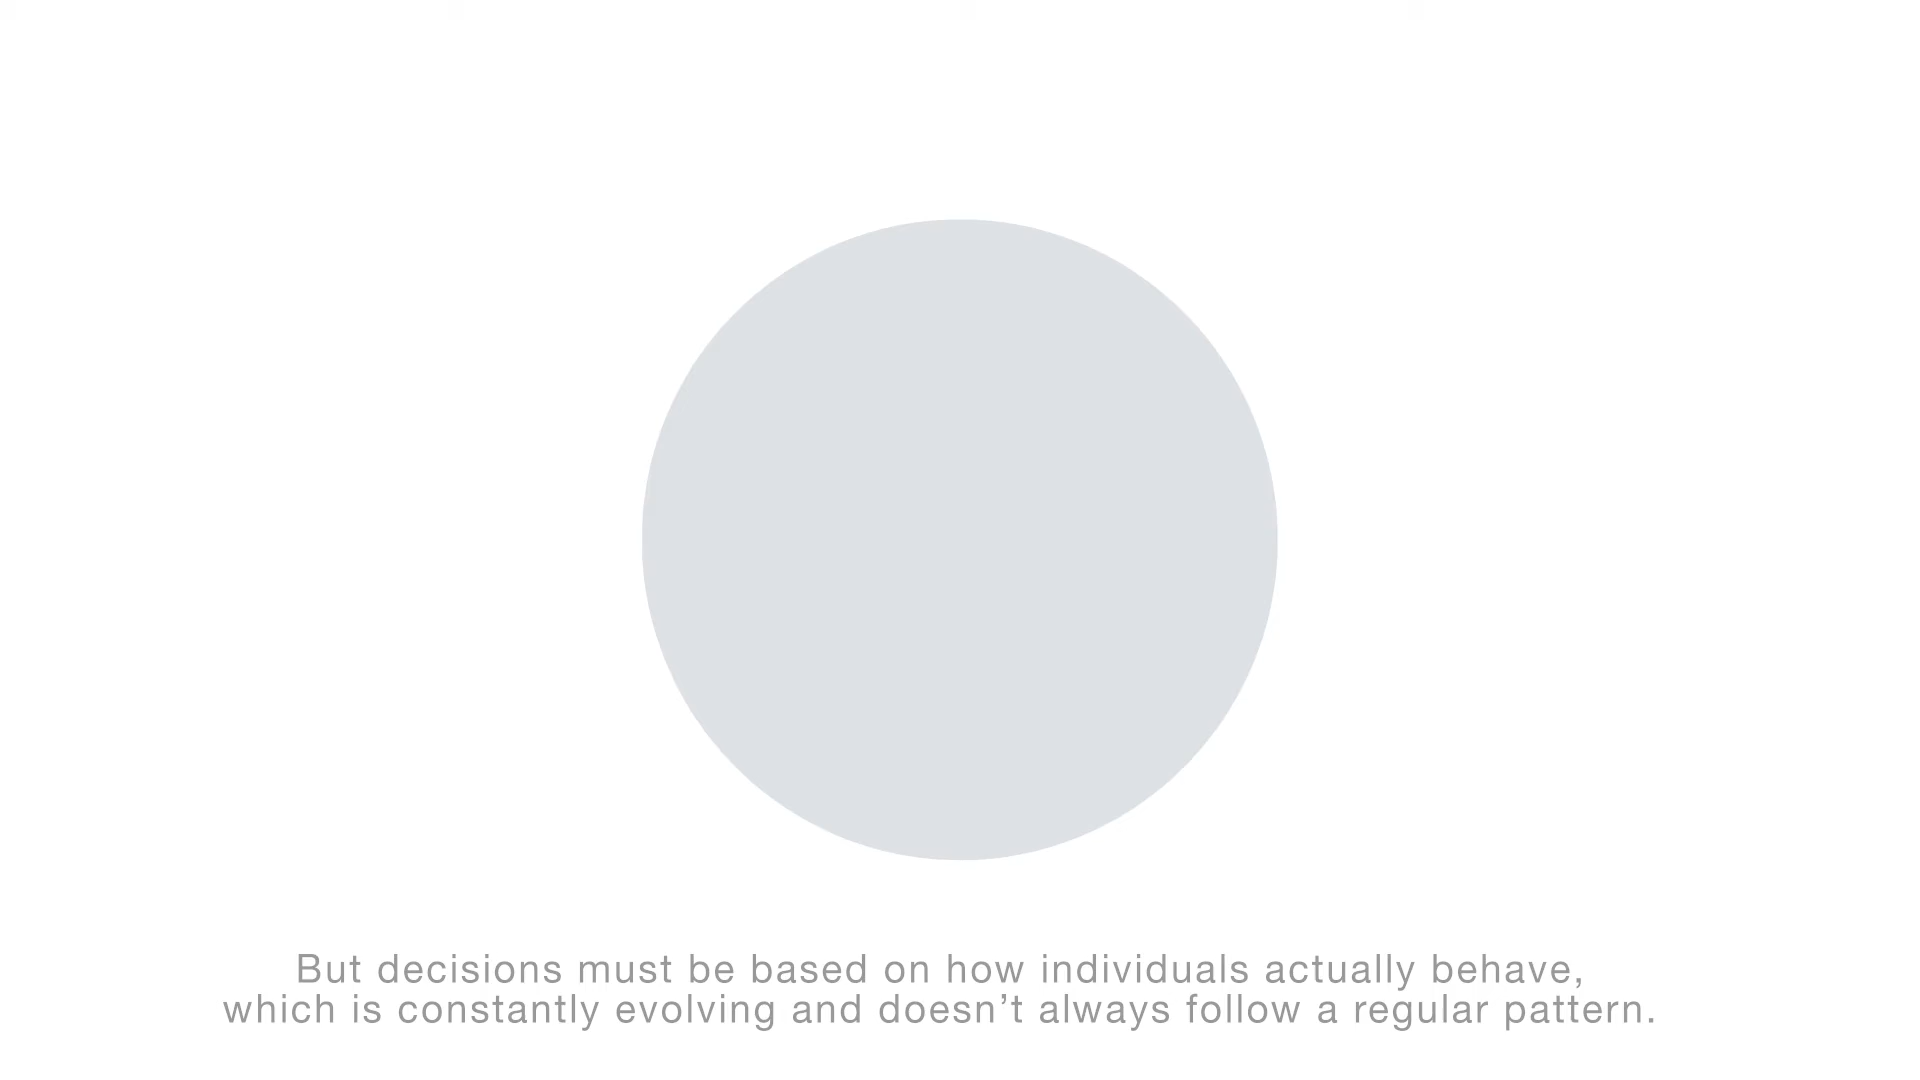 But decisions must be based on how individuals actually behave,
which is constantly evolving and doesn’t always follow a regular pattern.